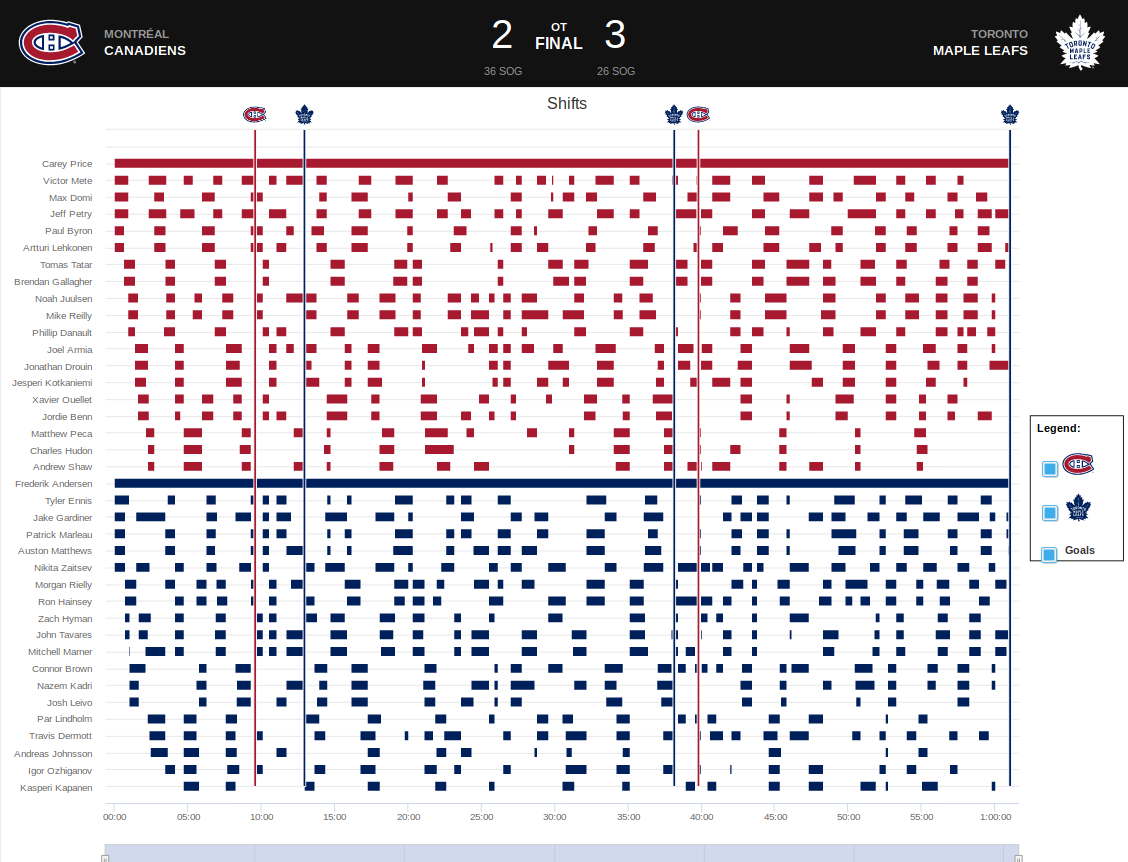 MONTRÉAL
CANADIENS
2
OT
FINAL
3
36 SOG
26 SOG
TORONTO
MAPLE LEAFS
TORONTO
MAPLE
LEAFS
Shifts
Carey Price
Victor Mete
Max Domi
Jeff Petry
Paul Byron
Artturi Lehkonen
Tomas Tatar
Brendan Gallagher
Noah Juulsen
Mike Reilly
Phillip Danault
Joel Armia
Jonathan Drouin
Jesperi Kotkaniemi
Xavier Ouellet
Jordie Benn
Matthew Peca
Charles Hudon
Andrew Shaw
Frederik Andersen
Tyler Ennis
Jake Gardiner
Patrick Marleau
Auston Matthews
Nikita Zaitsev
Morgan Rielly
Ron Hainsey
Zach Hyman
John Tavares
Mitchell Marner
Connor Brown
Nazem Kadri
Josh Leivo
Par Lindholm
Travis Dermott
Andreas Johnsson
Igor Ozhiganov
Kasperi Kapanen
00:00 05:00 10:00 15:00 20:00 25:00 30:00 35:00 40:00 45:00 50:00 55:00 1:00:00
Legend:
Goals